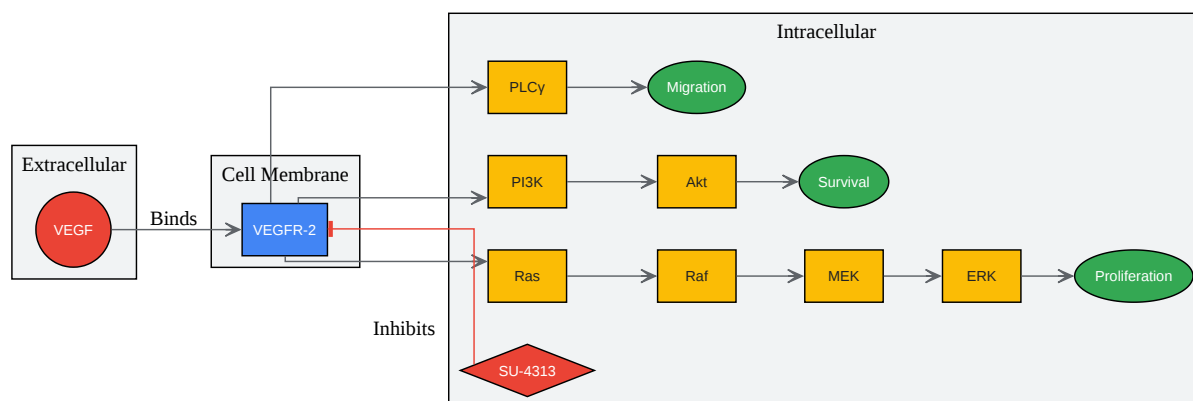 Intracellular
PLCγ
Migration
Extracellular
VEGF
Binds
Cell Membrane
VEGFR-2
PI3K
Akt
Survival
Ras
Raf
MEK
ERK
Proliferation
Inhibits
SU-4313